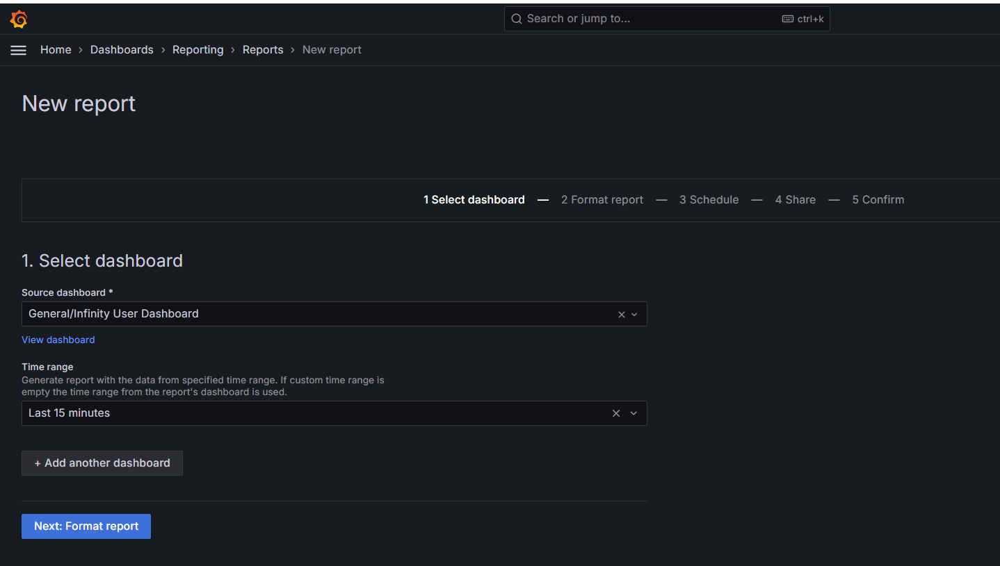 Search or jump to... ctrl+k
Home › Dashboards › Reporting › Reports › New report
New report
1 Select dashboard — 2 Format report — 3 Schedule — 4 Share — 5 Confirm
1. Select dashboard
Source dashboard *
General/Infinity User Dashboard
View dashboard
Time range
Generate report with the data from specified time range. If custom time range is
empty the time range from the report's dashboard is used.
Last 15 minutes
+ Add another dashboard
Next: Format report